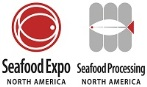 Seafood Expo
NORTH AMERICA
Seafood Processing
NORTH AMERICA